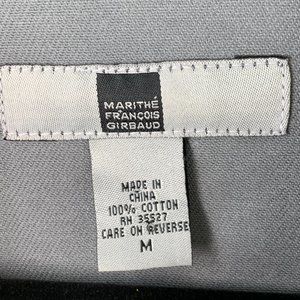 MARITHÉ
FRANÇOIS
GIRBAUD
MADE IN
CHINA
100% COTTON
RN 35527
CARE ON REVERSE
M